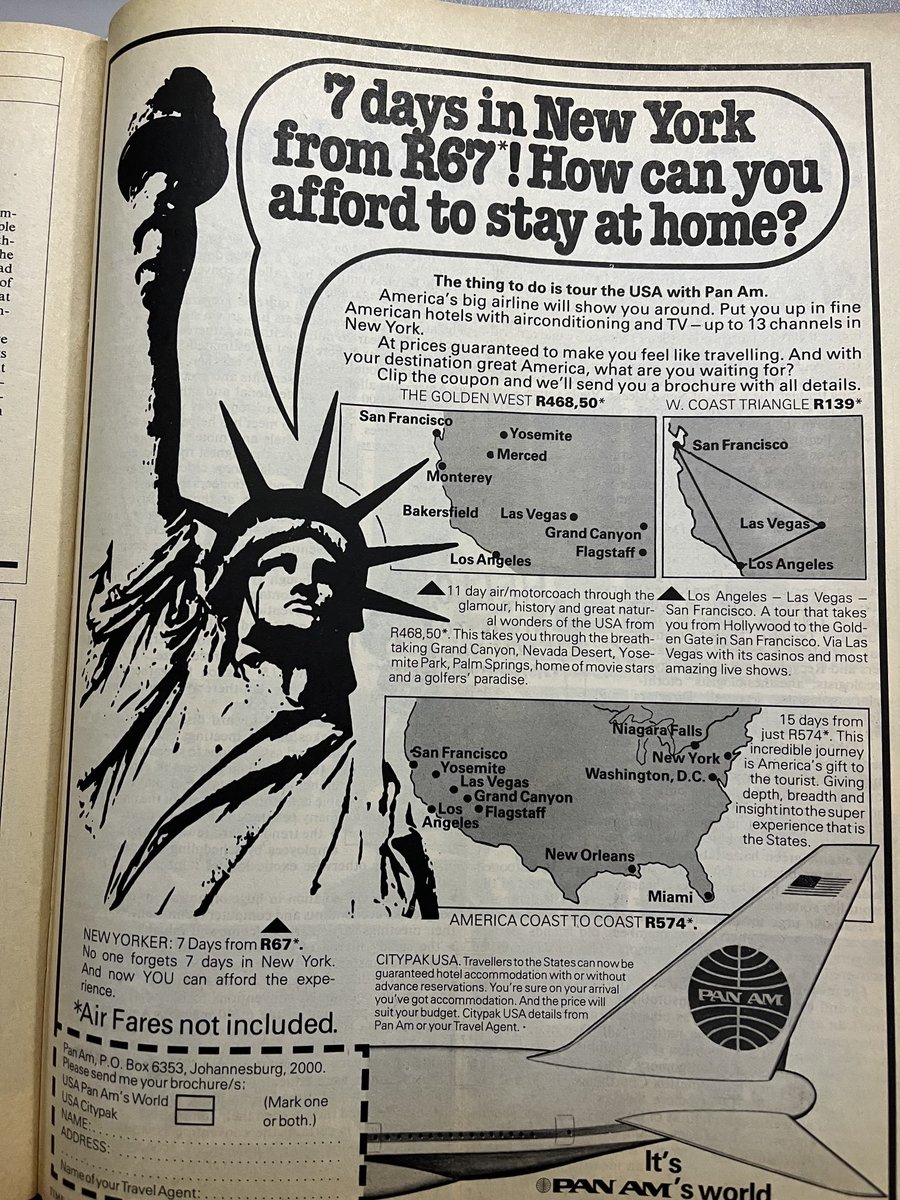 7 days in New York
from R67*! How can you
afford to stay at home?
The thing to do is tour the USA with Pan Am.
America's big airline will show you around. Put you up in fine
American hotels with airconditioning and TV – up to 13 channels in
New York.
At prices guaranteed to make you feel like travelling. And with
your destination great America, what are you waiting for?
Clip the coupon and we'll send you a brochure with all details.
THE GOLDEN WEST R468,50*
San Francisco
Yosemite
Merced
Monterey
Bakersfield
Las Vegas
Grand Canyon
Flagstaff
Los Angeles
11 day air/motorcoach through the
glamour, history and great natur-
al wonders of the USA from
R468,50*. This takes you through the breath-
taking Grand Canyon, Nevada Desert, Yose-
mite Park, Palm Springs, home of movie stars
and a golfers' paradise.
W. COAST TRIANGLE R139*
San Francisco
Las Vegas
Los Angeles
Los Angeles – Las Vegas –
San Francisco. A tour that takes
you from Hollywood to the Gold-
en Gate in San Francisco. Via Las
Vegas with its casinos and most
amazing live shows.
Niagara Falls
New York
Washington, D.C.
San Francisco
Yosemite
Las Vegas
Grand Canyon
Los
Angeles
Flagstaff
New Orleans
Miami
15 days from
just R574*. This
incredible journey
is America's gift to
the tourist. Giving
depth, breadth and
insight into the super
experience that is
the States.
AMERICA COAST TO COAST R574*.
NEW YORKER: 7 Days from R67*.
No one forgets 7 days in New York.
And now YOU can afford the expe-
rience.
*Air Fares not included.
CITYPAK USA. Travellers to the States can now be
guaranteed hotel accommodation with or without
advance reservations. You're sure on your arrival
you've got accommodation. And the price will
suit your budget. Citypak USA details from
Pan Am or your Travel Agent.
PAN AM
Pan Am, P.O. Box 6353, Johannesburg, 2000.
Please send me your brochure/s:
USA Pan Am's World
USA Citypak
(Mark one
or both.)
NAME:
ADDRESS:
Name of your Travel Agent:
It's
PAN AM's world